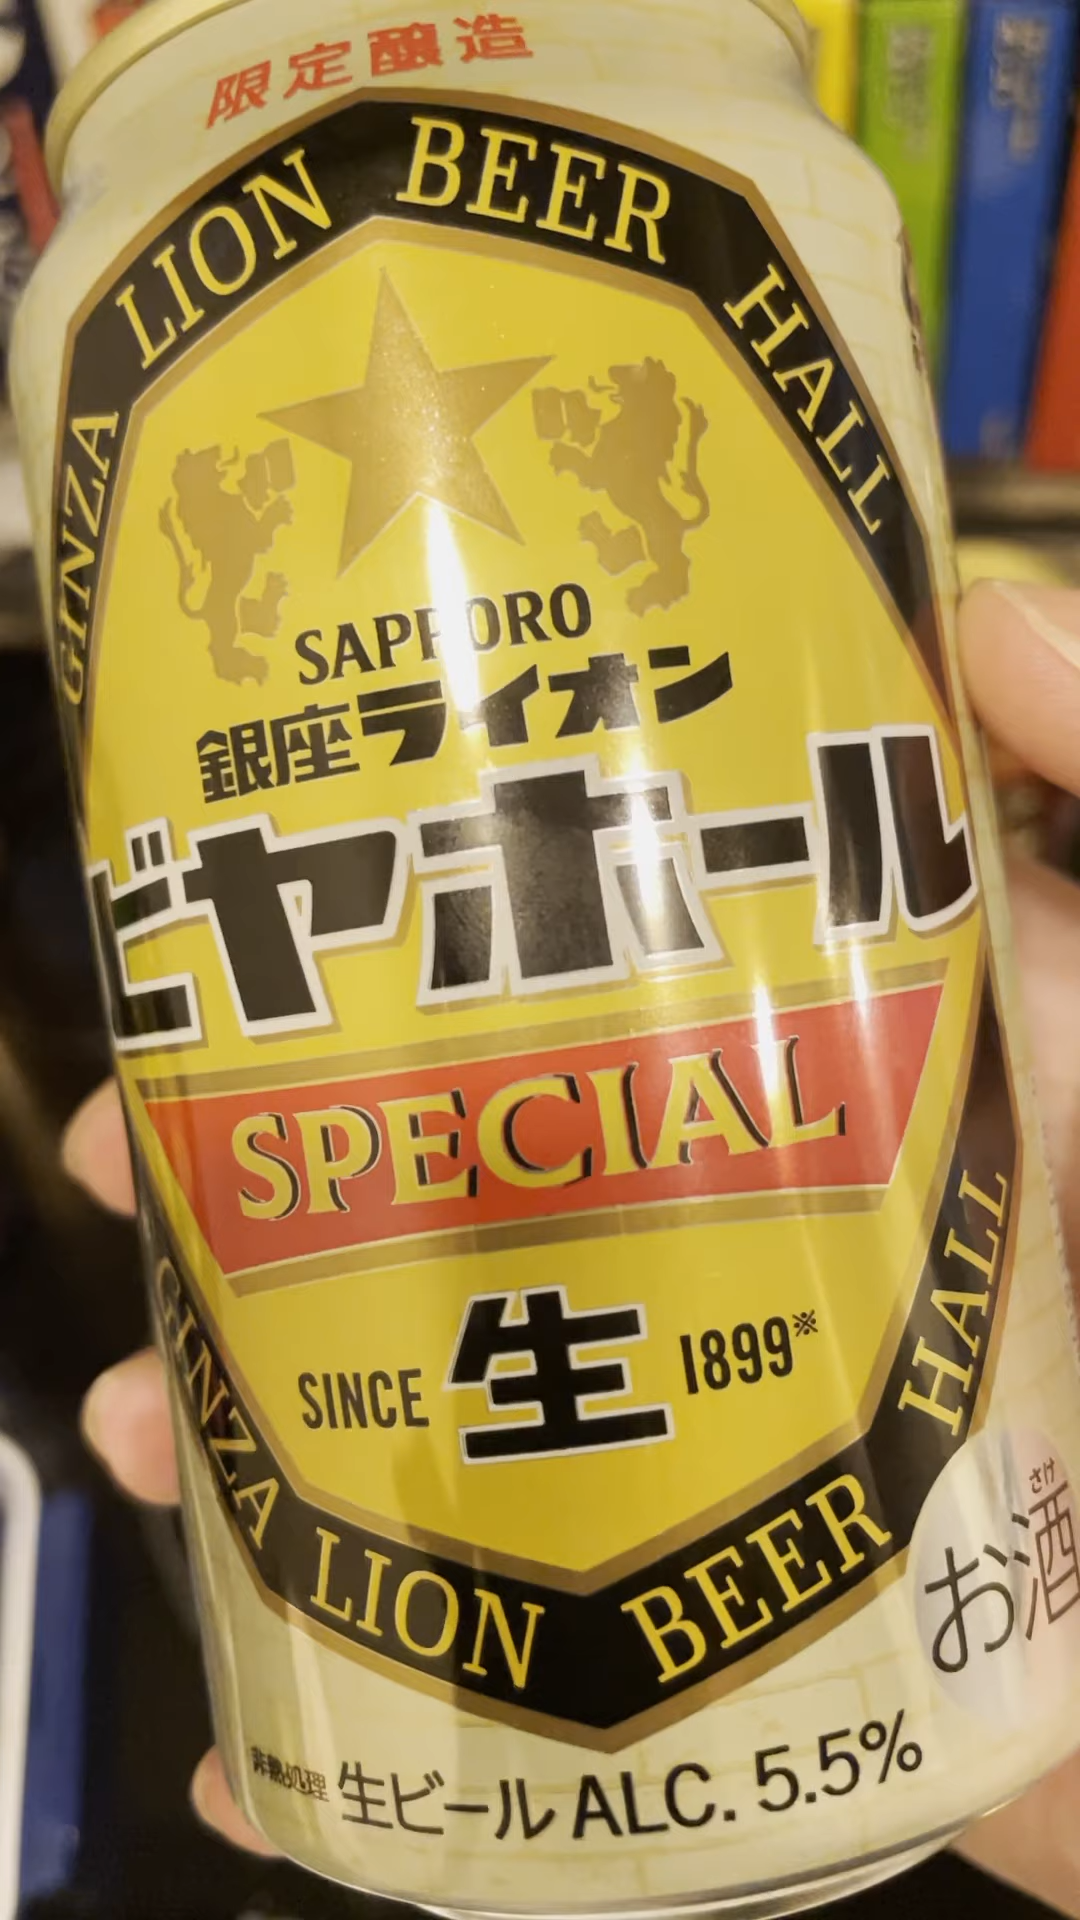 限定醸造
GINZA LION BEER HALL
SAPPORO
銀座ライオン
ビヤホール
SPECIAL
SINCE 生 1899※
GINZA LION BEER HALL
さけ
お酒
非熱処理 生ビール ALC. 5.5%